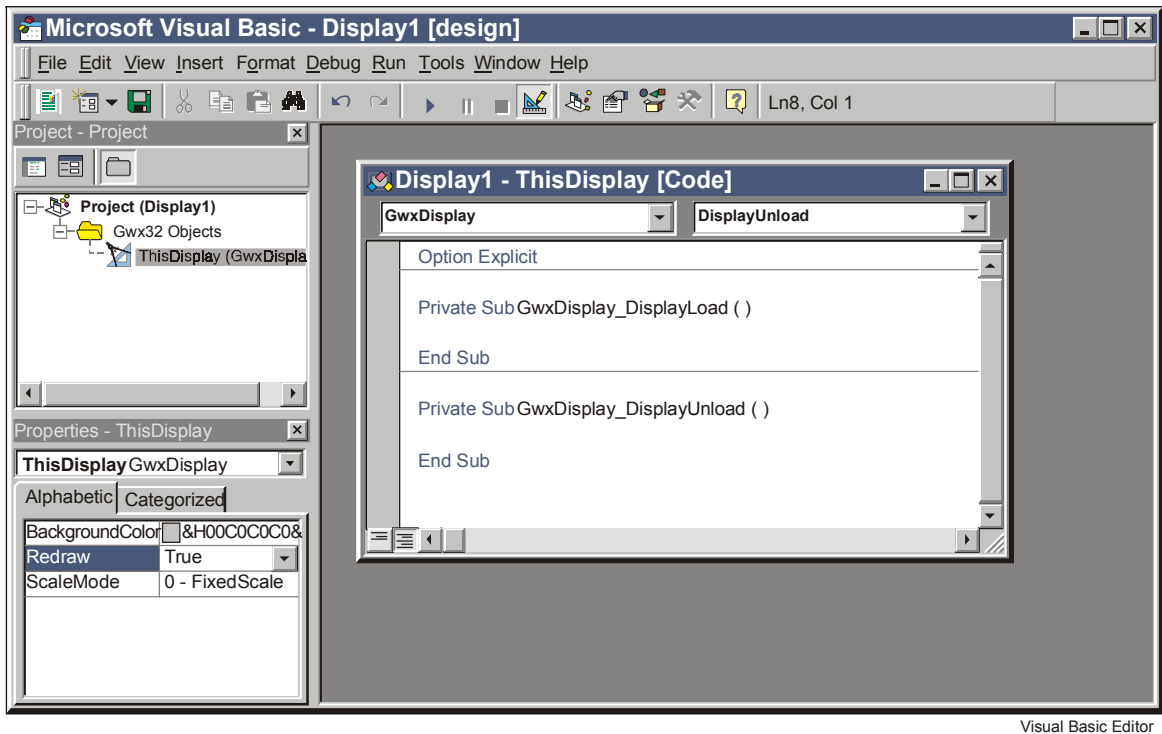 Microsoft Visual Basic - Display1 [design]
File Edit View Insert Format Debug Run Tools Window Help
Ln8, Col 1
Project - Project
Project (Display1)
Gwx32 Objects
ThisDisplay (GwxDispla
Properties - ThisDisplay
ThisDisplay GwxDisplay
Alphabetic Categorized
BackgroundColor &H00C0C0C0&
Redraw True
ScaleMode 0 - FixedScale
Display1 - ThisDisplay [Code]
GwxDisplay DisplayUnload
Option Explicit
Private Sub GwxDisplay_DisplayLoad ( )
End Sub
Private Sub GwxDisplay_DisplayUnload ( )
End Sub
Visual Basic Editor